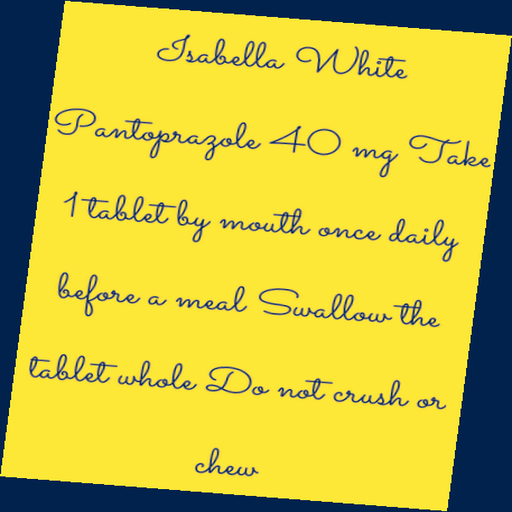 Isabella White
Pantoprazole 40 mg Take
1 tablet by mouth once daily
before a meal Swallow the
tablet whole Do not crush or
chew